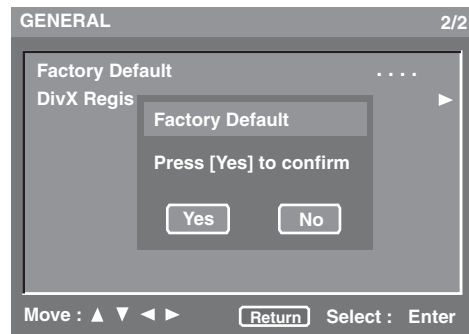 GENERAL 2/2
Factory Default ....
DivX Regis ►
Factory Default
Press [Yes] to confirm
Yes No
Move : ▲ ▼ ◄ ► Return Select : Enter